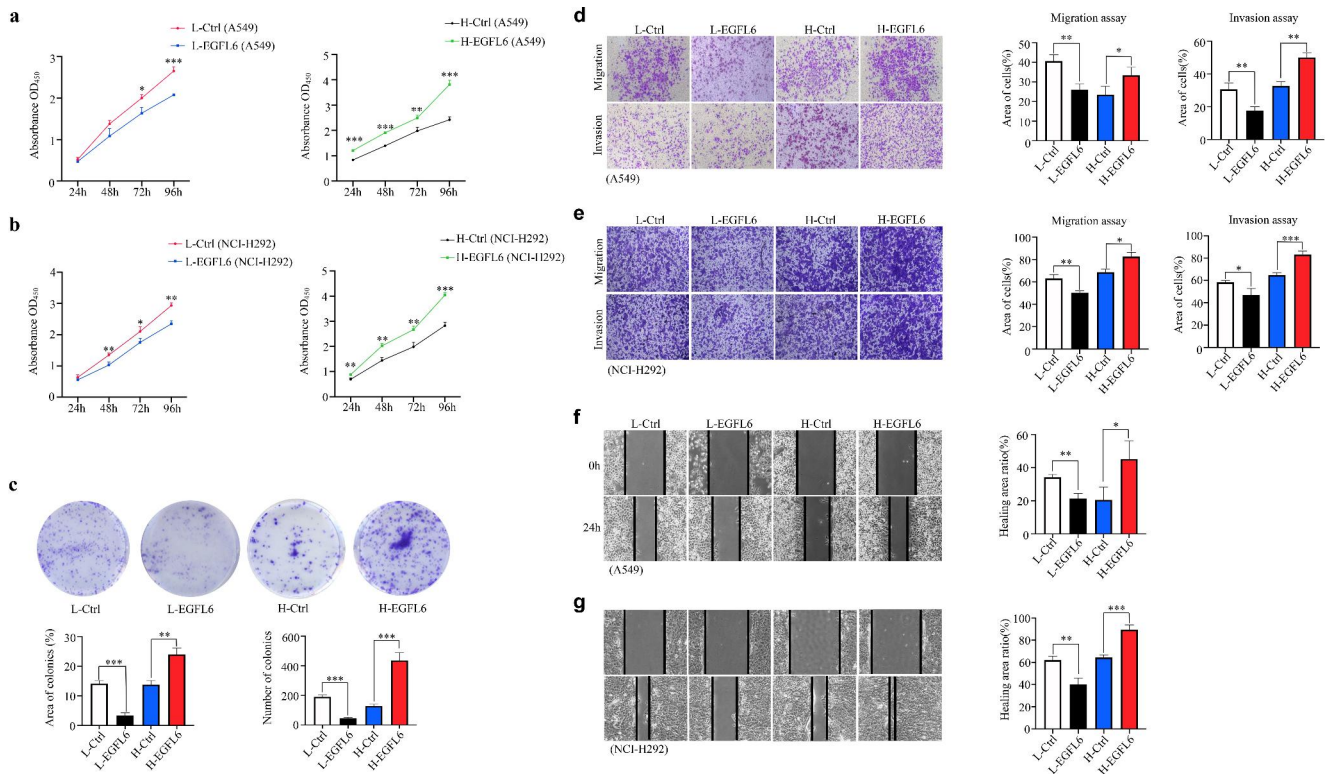 a
L-Ctrl (A549)
L-EGFL6 (A549)
Absorbance OD450
3
2
1
0
***
*
24h 48h 72h 96h
H-Ctrl (A549)
H-EGFL6 (A549)
Absorbance OD450
5
4
3
2
1
0
***
***
**
***
24h 48h 72h 96h
b
L-Ctrl (NCI-H292)
L-EGFL6 (NCI-H292)
Absorbance OD450
4
3
2
1
0
**
*
**
24h 48h 72h 96h
H-Ctrl (NCI-H292)
H-EGFL6 (NCI-H292)
Absorbance OD450
5
4
3
2
1
0
**
**
**
***
24h 48h 72h 96h
c
L-Ctrl L-EGFL6 H-Ctrl H-EGFL6
Area of colonics (%)
30
20
10
0
***
**
L-Ctrl L-EGFL6 H-Ctrl H-EGFL6
Number of colonics
600
400
200
0
***
***
L-Ctrl L-EGFL6 H-Ctrl H-EGFL6
d
L-Ctrl L-EGFL6 H-Ctrl H-EGFL6
Migration
Invasion
(A549)
Migration assay
Area of cells(%)
50
40
30
20
10
0
**
*
L-Ctrl L-EGFL6 H-Ctrl H-EGFL6
Invasion assay
Area of cells(%)
60
40
20
0
**
**
L-Ctrl L-EGFL6 H-Ctrl H-EGFL6
e
L-Ctrl L-EGFL6 H-Ctrl H-EGFL6
Migration
Invasion
(NCI-H292)
Migration assay
Area of cells(%)
100
80
60
40
20
0
**
*
L-Ctrl L-EGFL6 H-Ctrl H-EGFL6
Invasion assay
Area of cells(%)
100
80
60
40
20
0
*
***
L-Ctrl L-EGFL6 H-Ctrl H-EGFL6
f
L-Ctrl L-EGFL6 H-Ctrl H-EGFL6
0h
24h
(A549)
Healing area ratio(%)
60
40
20
0
**
*
L-Ctrl L-EGFL6 H-Ctrl H-EGFL6
g
(NCI-H292)
Healing area ratio(%)
100
80
60
40
20
0
**
***
L-Ctrl L-EGFL6 H-Ctrl H-EGFL6